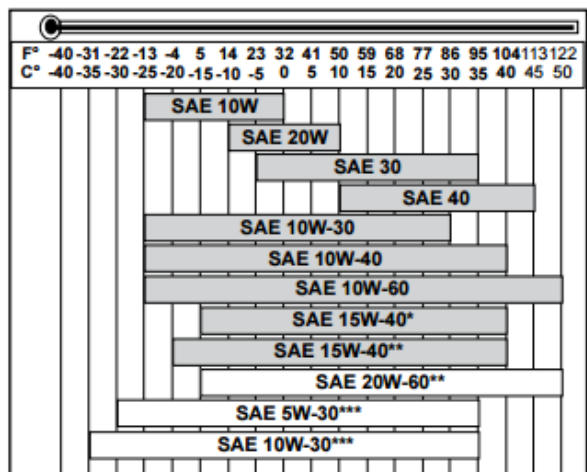 F° -40 -31 -22 -13 -4 5 14 23 32 41 50 59 68 77 86 95 104 113 122
C° -40 -35 -30 -25 -20 -15 -10 -5 0 5 10 15 20 25 30 35 40 45 50
SAE 10W
SAE 20W
SAE 30
SAE 40
SAE 10W-30
SAE 10W-40
SAE 10W-60
SAE 15W-40*
SAE 15W-40**
SAE 20W-60**
SAE 5W-30***
SAE 10W-30***